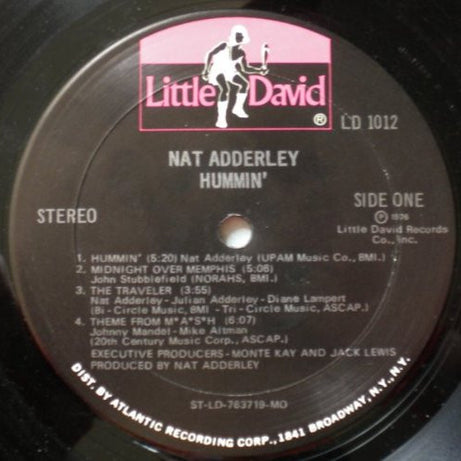 Little David
®
LD 1012
NAT ADDERLEY
HUMMIN'
STEREO
SIDE ONE
Ⓟ 1976
Little David Records
Co., Inc.
1. HUMMIN' (5:20) Nat Adderley (UPAM Music Co., BMI.)
2. MIDNIGHT OVER MEMPHIS (5:06)
John Stubblefield (NORAHS, BMI.)
3. THE TRAVELER (3:55)
Nat Adderley-Julian Adderley-Diane Lampert
(Bi-Circle Music, BMI - Tri-Circle Music, ASCAP.)
4. THEME FROM M*A*S*H (6:07)
Johnny Mandel-Mike Altman
(20th Century Music Corp., ASCAP.)
EXECUTIVE PRODUCERS-MONTE KAY AND JACK LEWIS
PRODUCED BY NAT ADDERLEY
ST-LD-763719-MO
DIST. BY ATLANTIC RECORDING CORP., 1841 BROADWAY, N.Y., N.Y.